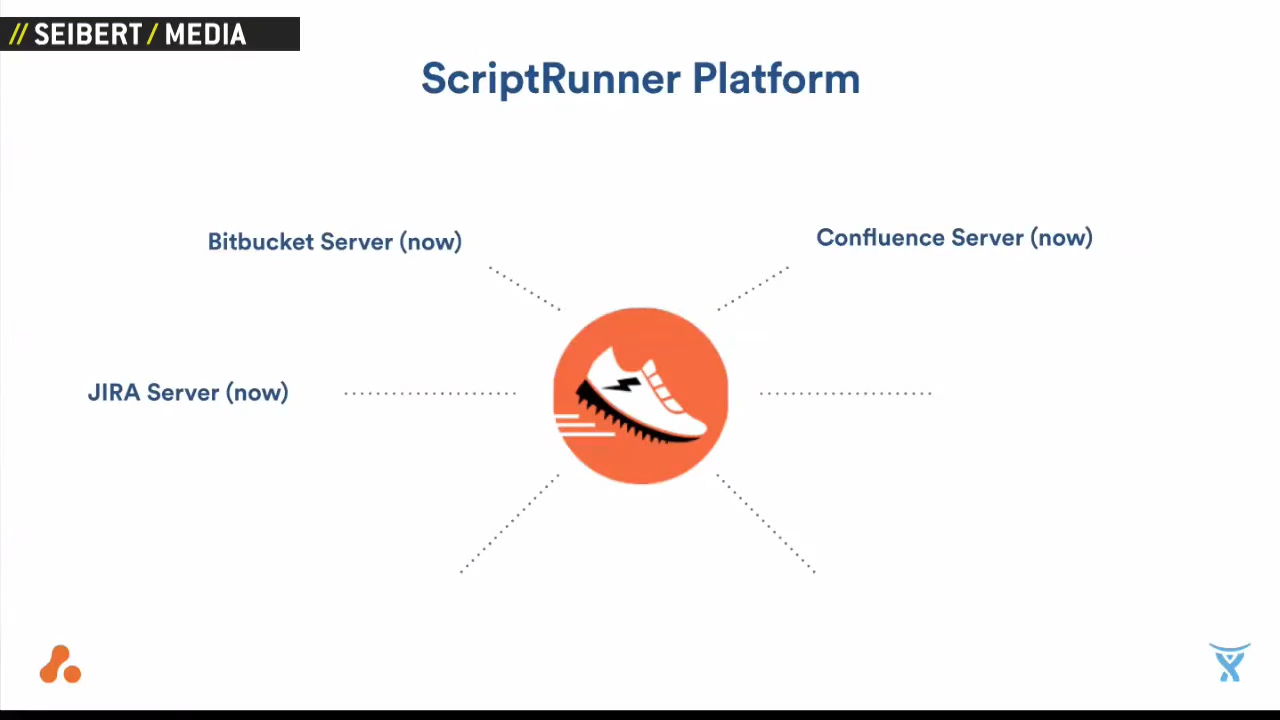 // SEIBERT / MEDIA
ScriptRunner Platform
Bitbucket Server (now)
Confluence Server (now)
JIRA Server (now)